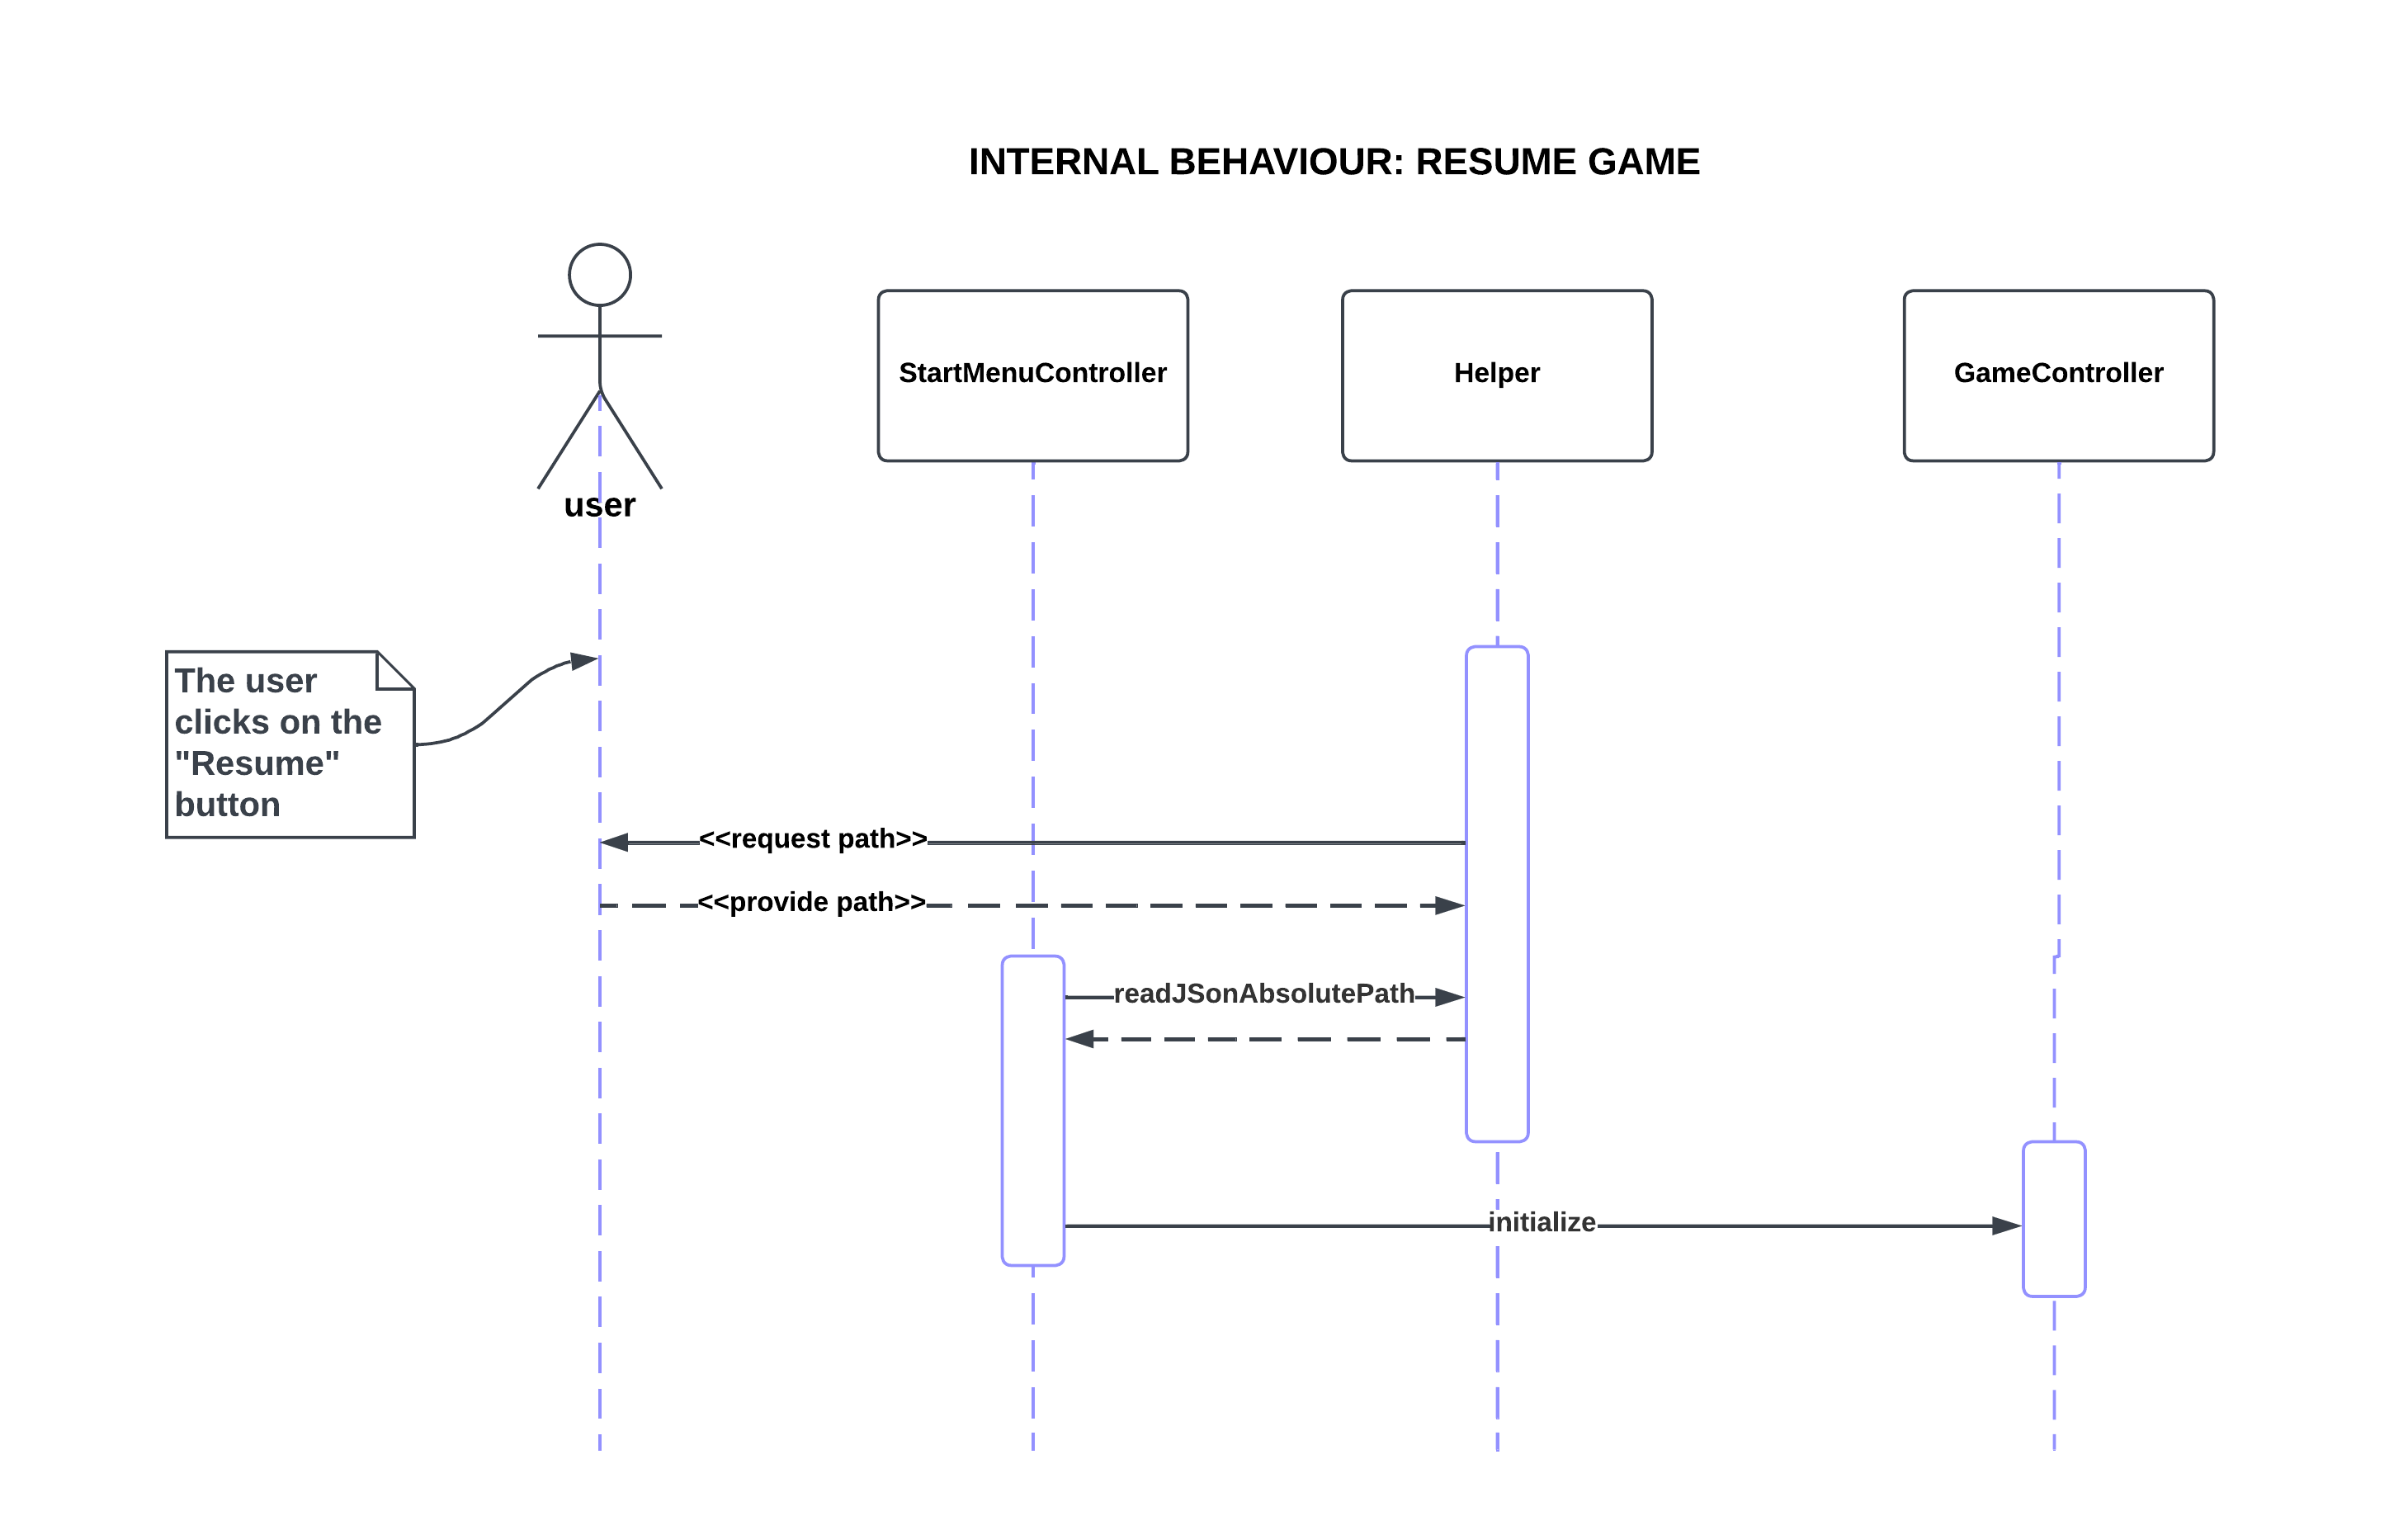 INTERNAL BEHAVIOUR: RESUME GAME
user
StartMenuController
Helper
GameController
The user
clicks on the
"Resume"
button
<<request path>>
<<provide path>>
readJSonAbsolutePath
initialize